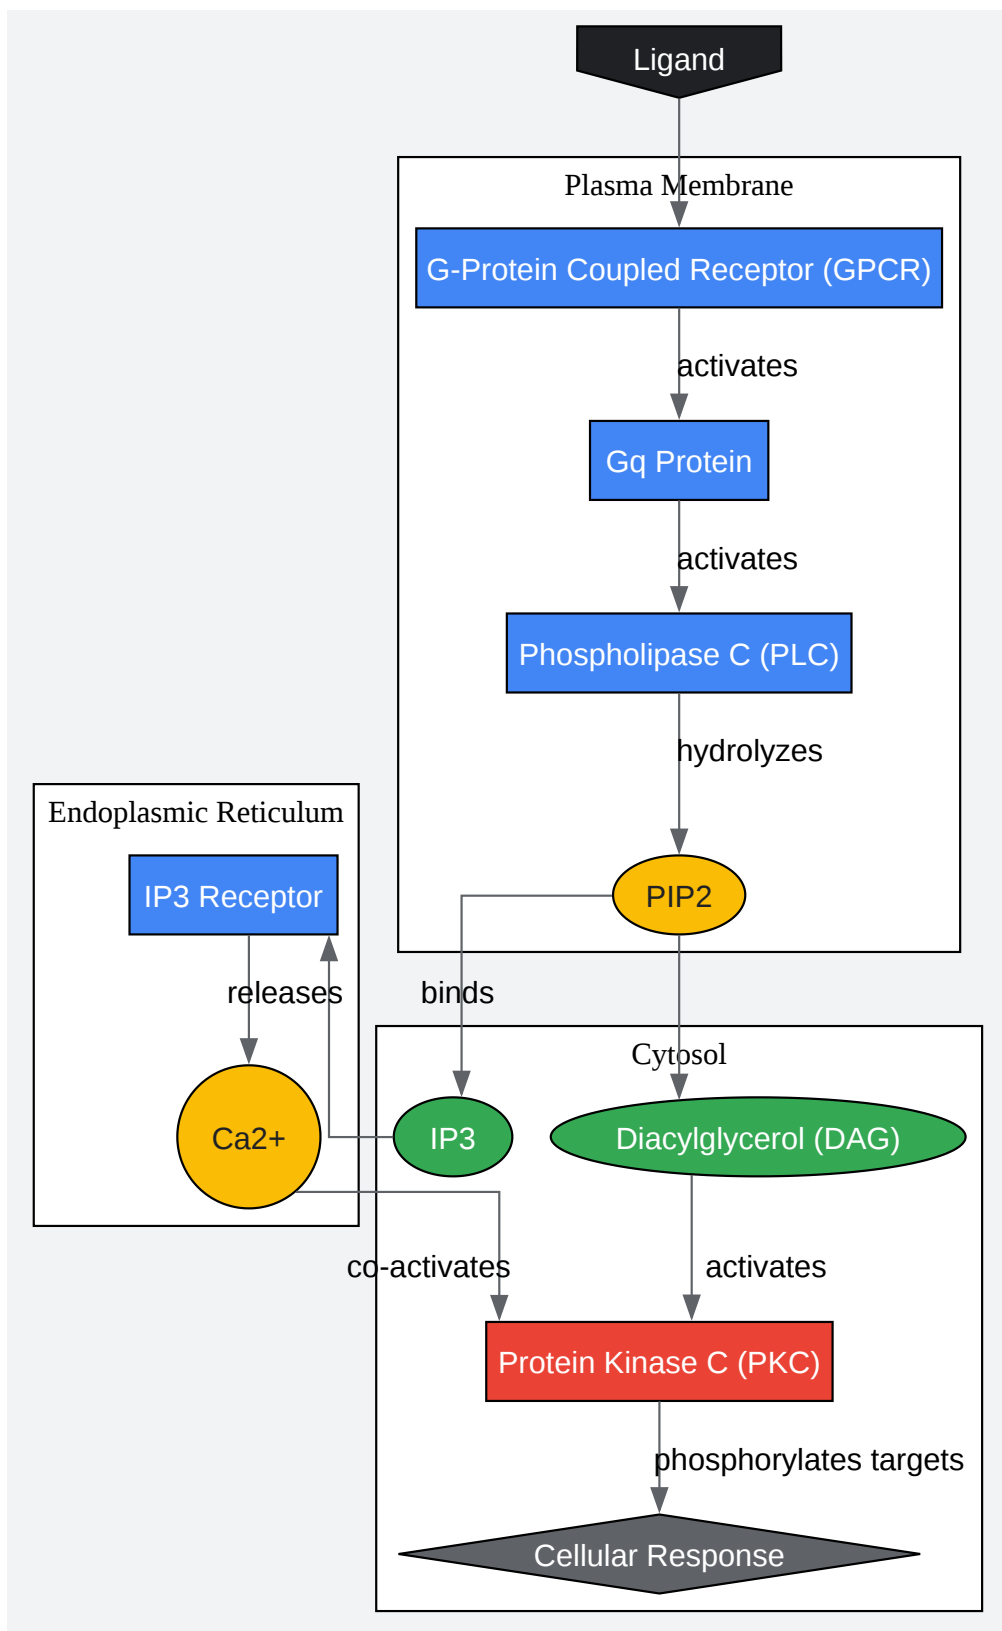 Ligand
Plasma Membrane
G-Protein Coupled Receptor (GPCR)
activates
Gq Protein
activates
Phospholipase C (PLC)
hydrolyzes
Endoplasmic Reticulum
IP3 Receptor
PIP2
releases
binds
Cytosol
Ca2+
IP3
Diacylglycerol (DAG)
co-activates
activates
Protein Kinase C (PKC)
phosphorylates targets
Cellular Response